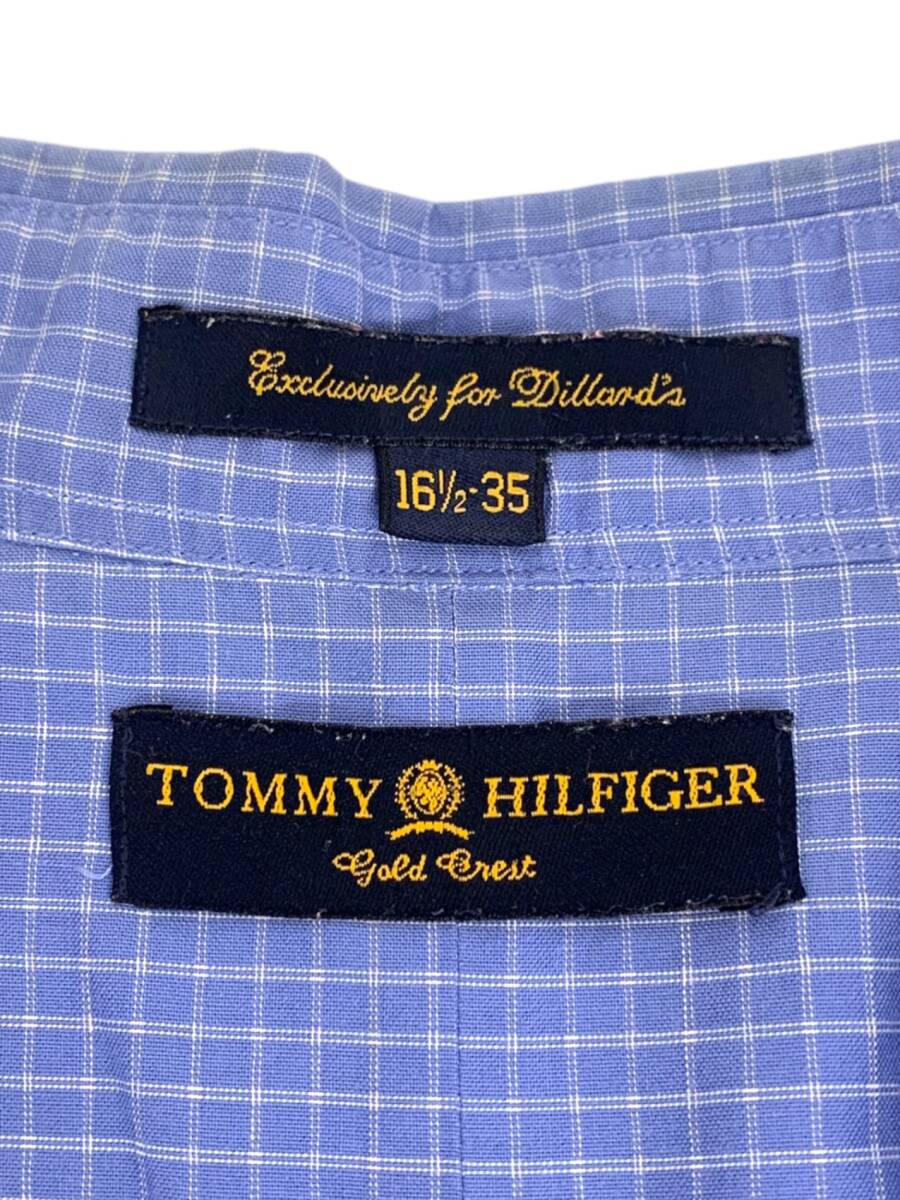 Exclusively for Dillard's
16½-35
TOMMY HILFIGER
Gold Crest